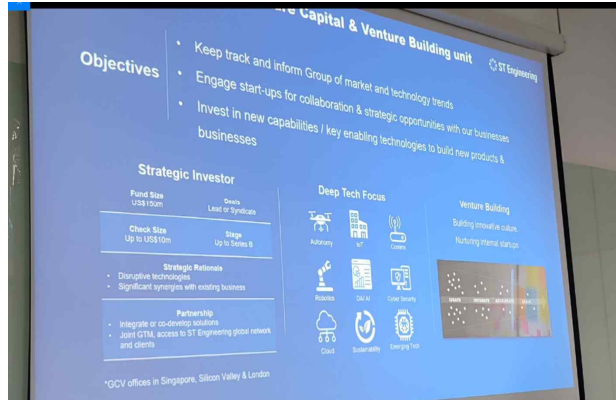 re Capital & Venture Building unit
ST Engineering
Objectives
• Keep track and inform Group of market and technology trends
• Engage start-ups for collaboration & strategic opportunities with our businesses
• Invest in new capabilities / key enabling technologies to build new products &
businesses
Strategic Investor
Fund Size
US$150m
Deals
Lead or Syndicate
Check Size
Up to US$10m
Stage
Up to Series B
Strategic Rationale
• Disruptive technologies
• Significant synergies with existing business
Partnership
• Integrate or co-develop solutions
• Joint GTM, access to ST Engineering global network
and clients
*GCV offices in Singapore, Silicon Valley & London
Deep Tech Focus
Autonomy
IoT
Comms
Robotics
DA/ AI
Cyber Security
Cloud
Sustainability
Emerging Tech
Venture Building
Building innovative culture.
Nurturing internal startups